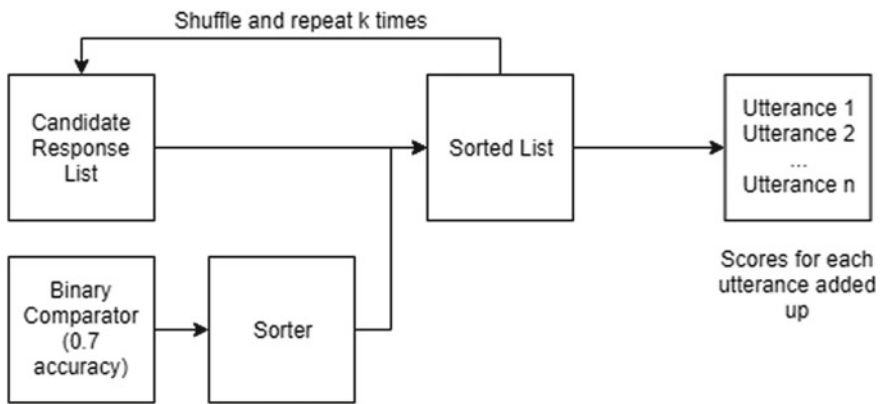 Shuffle and repeat k times
Candidate
Response
List
Sorted List
Utterance 1
Utterance 2
...
Utterance n
Scores for each
utterance added
up
Binary
Comparator
(0.7
accuracy)
Sorter